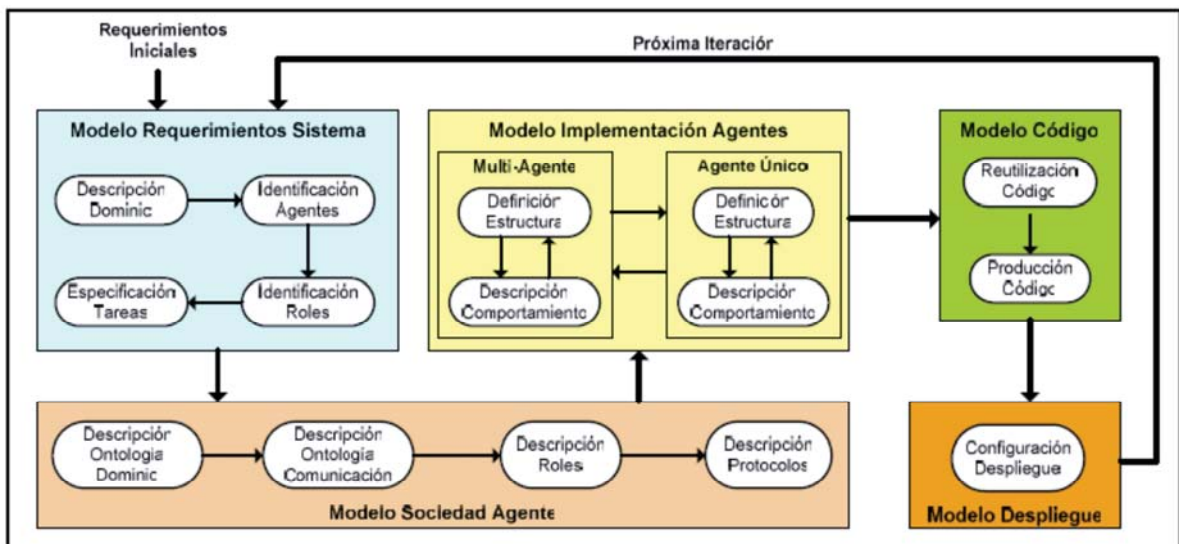 Requerimientos
Iniciales
Próxima Iteración
Modelo Requerimientos Sistema
Descripción
Dominic
Identificación
Agentes
Especificación
Tareas
Identificación
Roles
Modelo Implementación Agentes
Multi-Agente
Definición
Estructura
Descripción
Comportamiento
Agente Único
Definición
Estructura
Descripción
Comportamiento
Modelo Código
Reutilización
Código
Producción
Código
Descripción
Ontología
Dominic
Descripción
Ontología
Comunicación
Descripción
Roles
Descripción
Protocolos
Modelo Sociedad Agente
Configuración
Despliegue
Modelo Despliegue